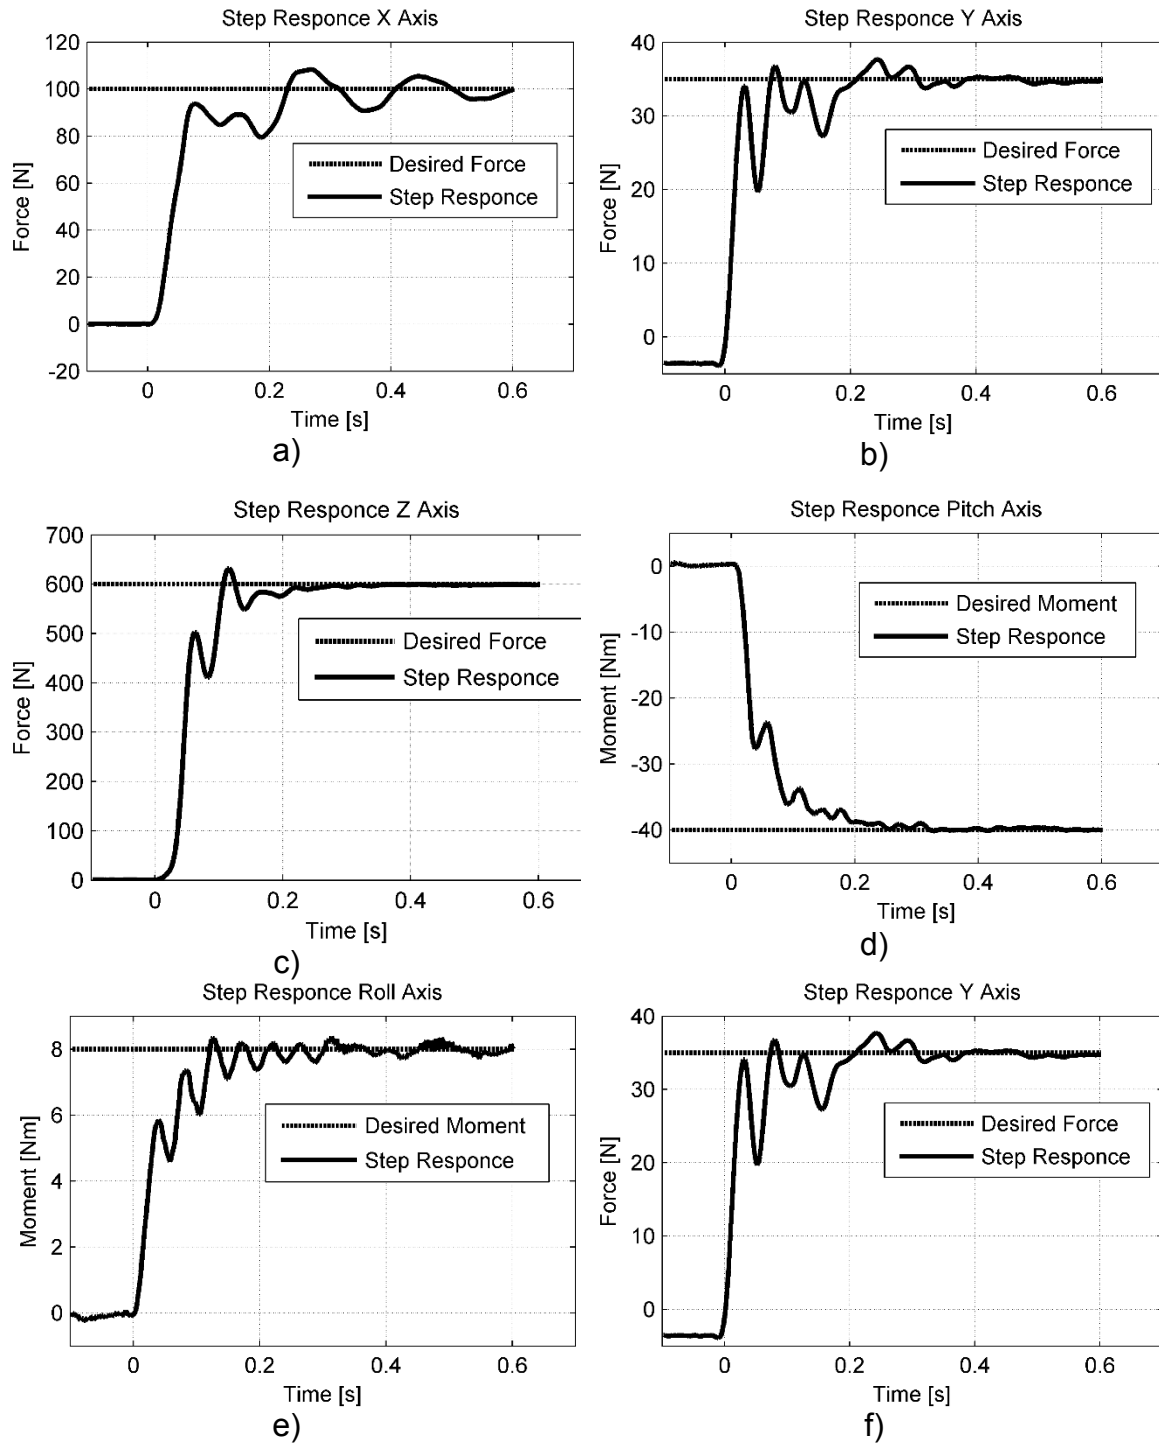 Step Responce X Axis
120
100
80
60
40
20
0
-20
Force [N]
Desired Force
Step Responce
0
0.2
0.4
0.6
Time [s]
a)
Step Responce Y Axis
40
30
20
10
0
Force [N]
Desired Force
Step Responce
0
0.2
0.4
0.6
Time [s]
b)
Step Responce Z Axis
700
600
500
400
300
200
100
0
Force [N]
Desired Force
Step Responce
0
0.2
0.4
0.6
Time [s]
c)
Step Responce Pitch Axis
0
-10
-20
-30
-40
Moment [Nm]
Desired Moment
Step Responce
0
0.2
0.4
0.6
Time [s]
d)
Step Responce Roll Axis
8
6
4
2
0
Moment [Nm]
Desired Moment
Step Responce
0
0.2
0.4
0.6
Time [s]
e)
Step Responce Y Axis
40
30
20
10
0
Force [N]
Desired Force
Step Responce
0
0.2
0.4
0.6
Time [s]
f)